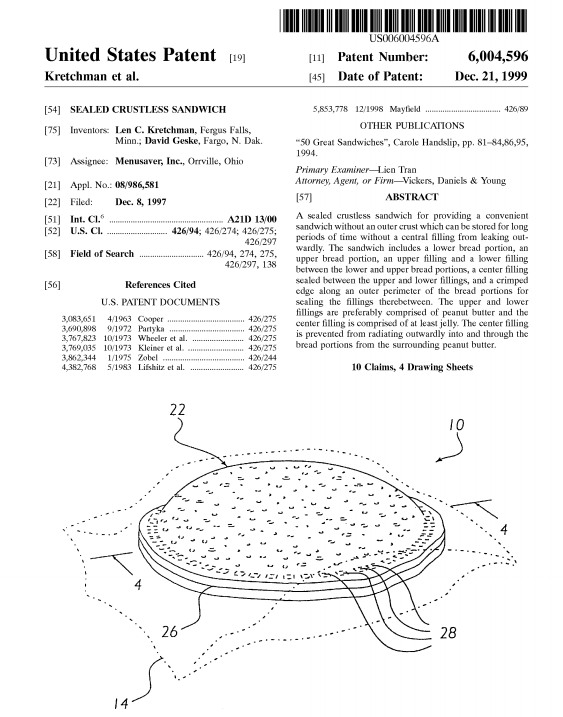 US006004596A
United States Patent [19]
Kretchman et al.
[11] Patent Number: 6,004,596
[45] Date of Patent: Dec. 21, 1999
[54] SEALED CRUSTLESS SANDWICH
[75] Inventors: Len C. Kretchman, Fergus Falls,
Minn.; David Geske, Fargo, N. Dak.
[73] Assignee: Menusaver, Inc., Orrville, Ohio
[21] Appl. No.: 08/986,581
[22] Filed: Dec. 8, 1997
[51] Int. Cl.6 ........................................ A21D 13/00
[52] U.S. Cl. .......................... 426/94; 426/274; 426/275;
426/297
[58] Field of Search ........................ 426/94, 274, 275,
426/297, 138
[56] References Cited
U.S. PATENT DOCUMENTS
3,083,651 4/1963 Cooper .............................. 426/275
3,690,898 9/1972 Partyka ............................. 426/275
3,767,823 10/1973 Wheeler et al. ..................... 426/275
3,769,035 10/1973 Kleiner et al. ...................... 426/275
3,862,344 1/1975 Zobel ................................ 426/244
4,382,768 5/1983 Lifshitz et al. ...................... 426/275
5,853,778 12/1998 Mayfield .............................. 426/89
OTHER PUBLICATIONS
“50 Great Sandwiches”, Carole Handslip, pp. 81–84,86,95,
1994.
Primary Examiner—Lien Tran
Attorney, Agent, or Firm—Vickers, Daniels & Young
[57] ABSTRACT
A sealed crustless sandwich for providing a convenient
sandwich without an outer crust which can be stored for long
periods of time without a central filling from leaking out-
wardly. The sandwich includes a lower bread portion, an
upper bread portion, an upper filling and a lower filling
between the lower and upper bread portions, a center filling
sealed between the upper and lower fillings, and a crimped
edge along an outer perimeter of the bread portions for
sealing the fillings therebetween. The upper and lower
fillings are preferably comprised of peanut butter and the
center filling is comprised of at least jelly. The center filling
is prevented from radiating outwardly into and through the
bread portions from the surrounding peanut butter.
10 Claims, 4 Drawing Sheets
22
10
4
4
26
28
14